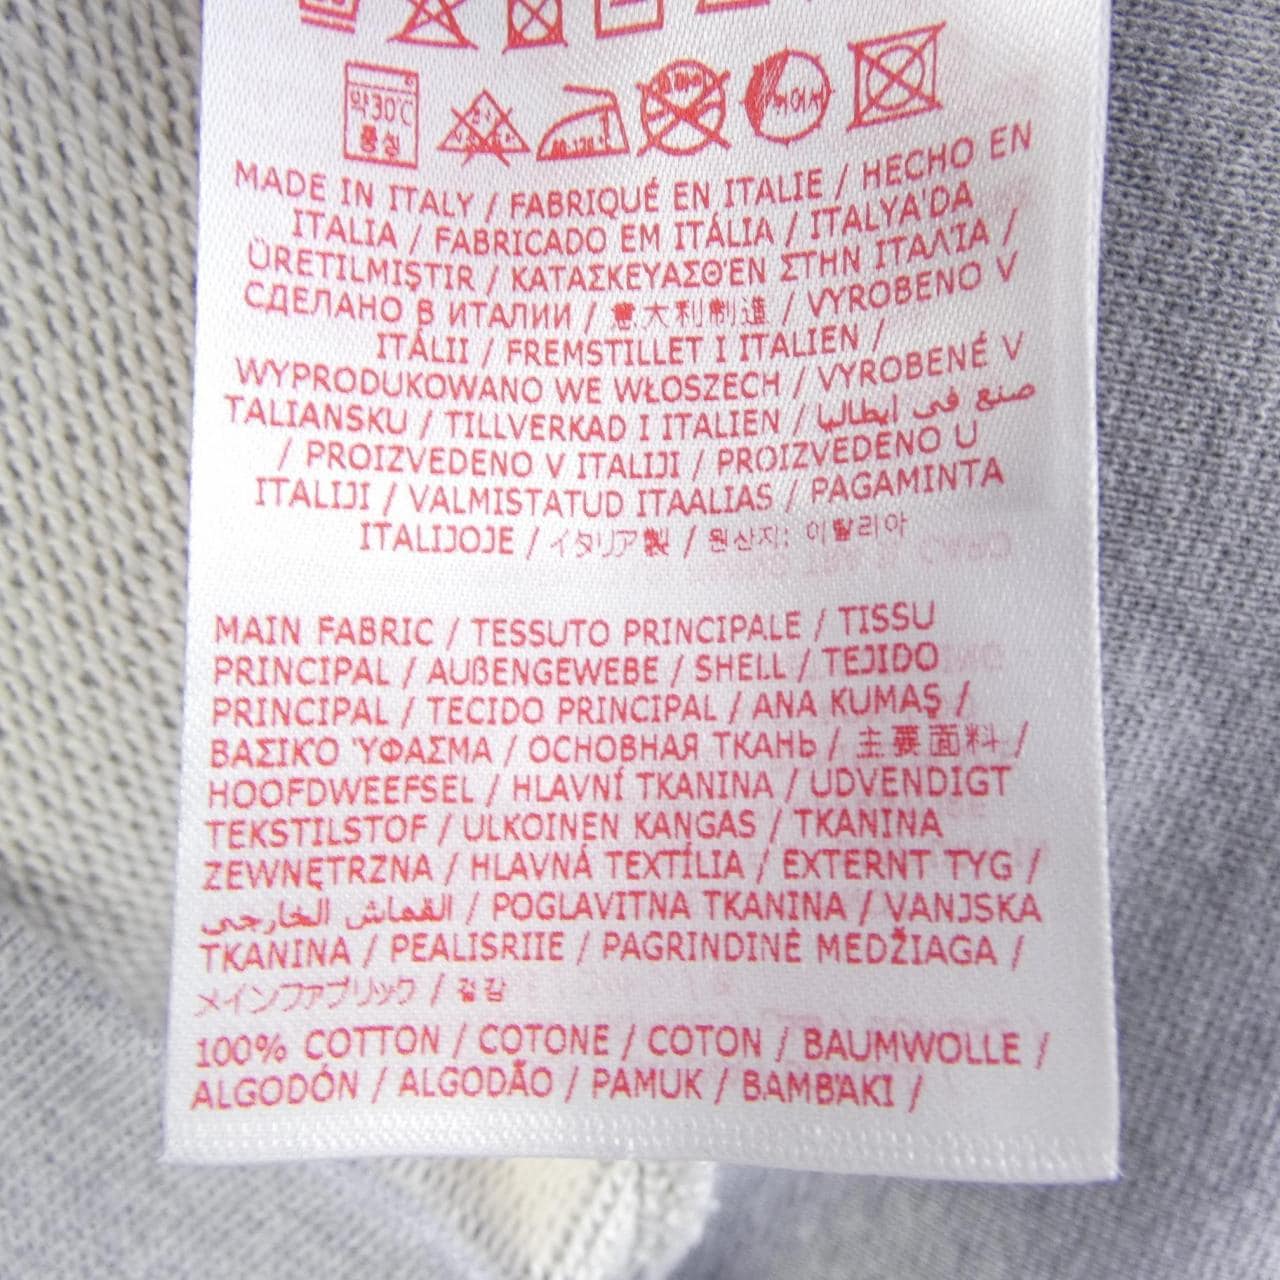 약30℃
중성
80-120℃
MADE IN ITALY / FABRIQUÉ EN ITALIE / HECHO EN
ITALIA / FABRICADO EM ITÁLIA / ITALYA'DA
ÜRETILMIŞTIR / ΚΑΤΑΣΚΕΥΑΣΘΈΝ ΣΤΗΝ ΙΤΑΛΊΑ /
СДЕЛАНО В ИТАЛИИ / 意大利制造 / VYROBENO V
ITÁLII / FREMSTILLET I ITALIEN /
WYPRODUKOWANO WE WŁOSZECH / VYROBENÉ V
TALIANSKU / TILLVERKAD I ITALIEN / صنع في ايطاليا
/ PROIZVEDENO V ITALIJI / PROIZVEDENO U
ITALIJI / VALMISTATUD ITAALIAS / PAGAMINTA
ITALIJOJE / イタリア製 / 원산지: 이탈리아
MAIN FABRIC / TESSUTO PRINCIPALE / TISSU
PRINCIPAL / AUßENGEWEBE / SHELL / TEJIDO
PRINCIPAL / TECIDO PRINCIPAL / ANA KUMAŞ /
ΒΑΣΙΚΟ ΎΦΑΣΜΑ / ОСНОВНАЯ ТКАНЬ / 主要面料 /
HOOFDWEEFSEL / HLAVNÍ TKANINA / UDVENDIGT
TEKSTILSTOF / ULKOINEN KANGAS / TKANINA
ZEWNĘTRZNA / HLAVNÁ TEXTÍLIA / EXTERNT TYG /
القماش الخارجي / POGLAVITNA TKANINA / VANJSKA
TKANINA / PEALISRIIE / PAGRINDINĖ MEDŽIAGA /
メインファブリック / 겉감
100% COTTON / COTONE / COTON / BAUMWOLLE /
ALGODÓN / ALGODÃO / PAMUK / ΒΑΜΒΆΚΙ /